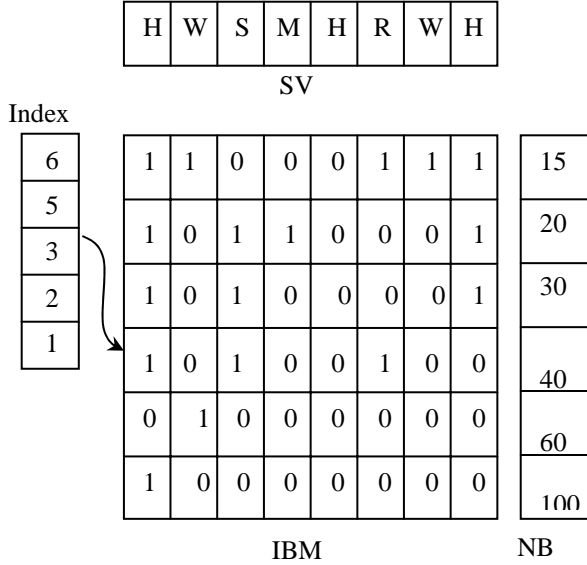 H W S M H R W H
SV
Index
6
5
3
2
1
1 1 0 0 0 1 1 1 15
1 0 1 1 0 0 0 1 20
1 0 1 0 0 0 0 1 30
1 0 1 0 0 1 0 0 40
0 1 0 0 0 0 0 0 60
1 0 0 0 0 0 0 0 100
IBM NB